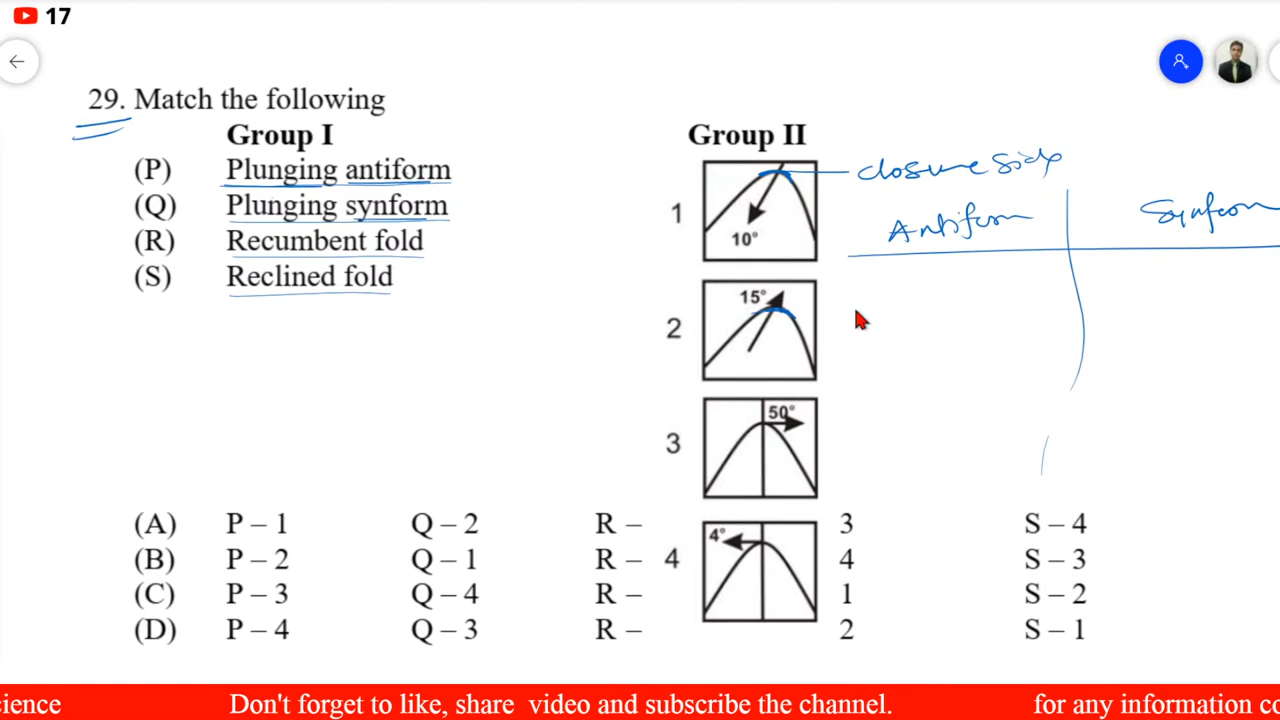 17
29. Match the following
Group I Group II
(P) Plunging antiform
(Q) Plunging synform
(R) Recumbent fold
(S) Reclined fold
closure side
Antiform
1
10°
15°
2
50°
3
4°
4
(A) P – 1 Q – 2 R – 3 S – 4
(B) P – 2 Q – 1 R – 4 S – 3
(C) P – 3 Q – 4 R – 1 S – 2
(D) P – 4 Q – 3 R – 2 S – 1
cience Don't forget to like, share video and subscribe the channel. for any information co